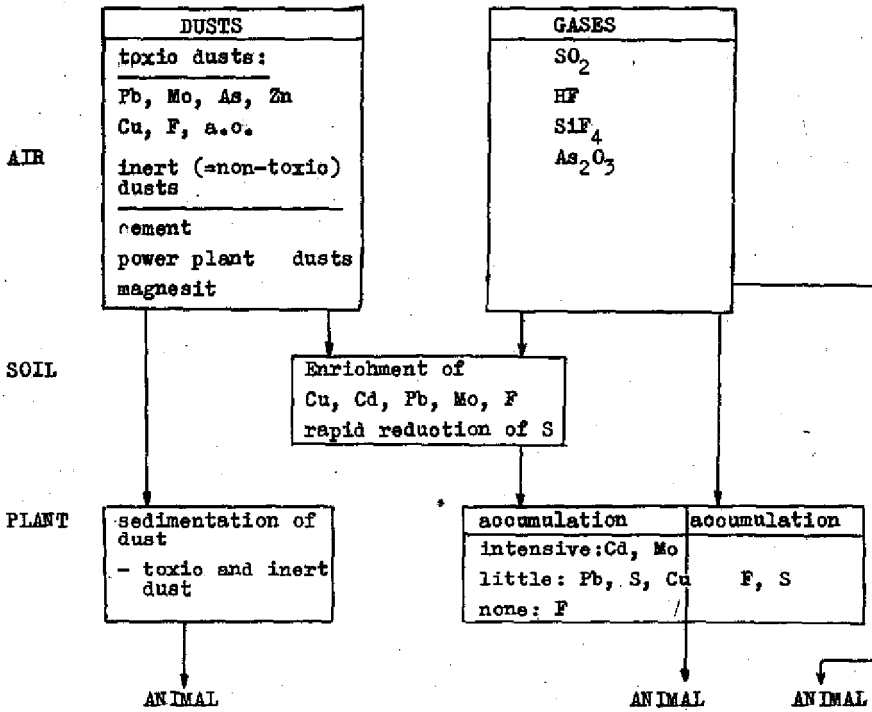 DUSTS
toxic dusts:
Pb, Mo, As, Zn
Cu, F, a.o.
inert (=non-toxic)
dusts
cement
power plant dusts
magnesit
GASES
SO2
HF
SiF4
As2O3
AIR
SOIL
Enrichment of
Cu, Cd, Pb, Mo, F
rapid reduction of S
PLANT
sedimentation of
dust
- toxic and inert
dust
accumulation accumulation
intensive:Cd, Mo
little: Pb, S, Cu F, S
none: F
ANIMAL ANIMAL ANIMAL